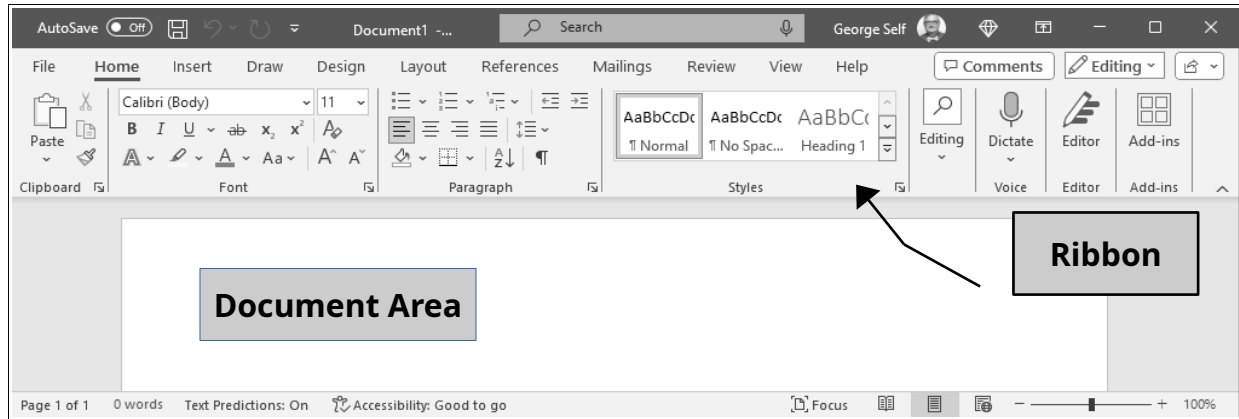 AutoSave Off Document1 -... Search George Self
File Home Insert Draw Design Layout References Mailings Review View Help Comments Editing
Calibri (Body) 11
Paste
B I U ab x₂ x² A
A A Aa A A
AaBbCcDc AaBbCcDc AaBbCc
¶ Normal ¶ No Spac... Heading 1
Editing Dictate Editor Add-ins
Clipboard Font Paragraph Styles Voice Editor Add-ins
Ribbon
Document Area
Page 1 of 1 0 words Text Predictions: On Accessibility: Good to go Focus 100%